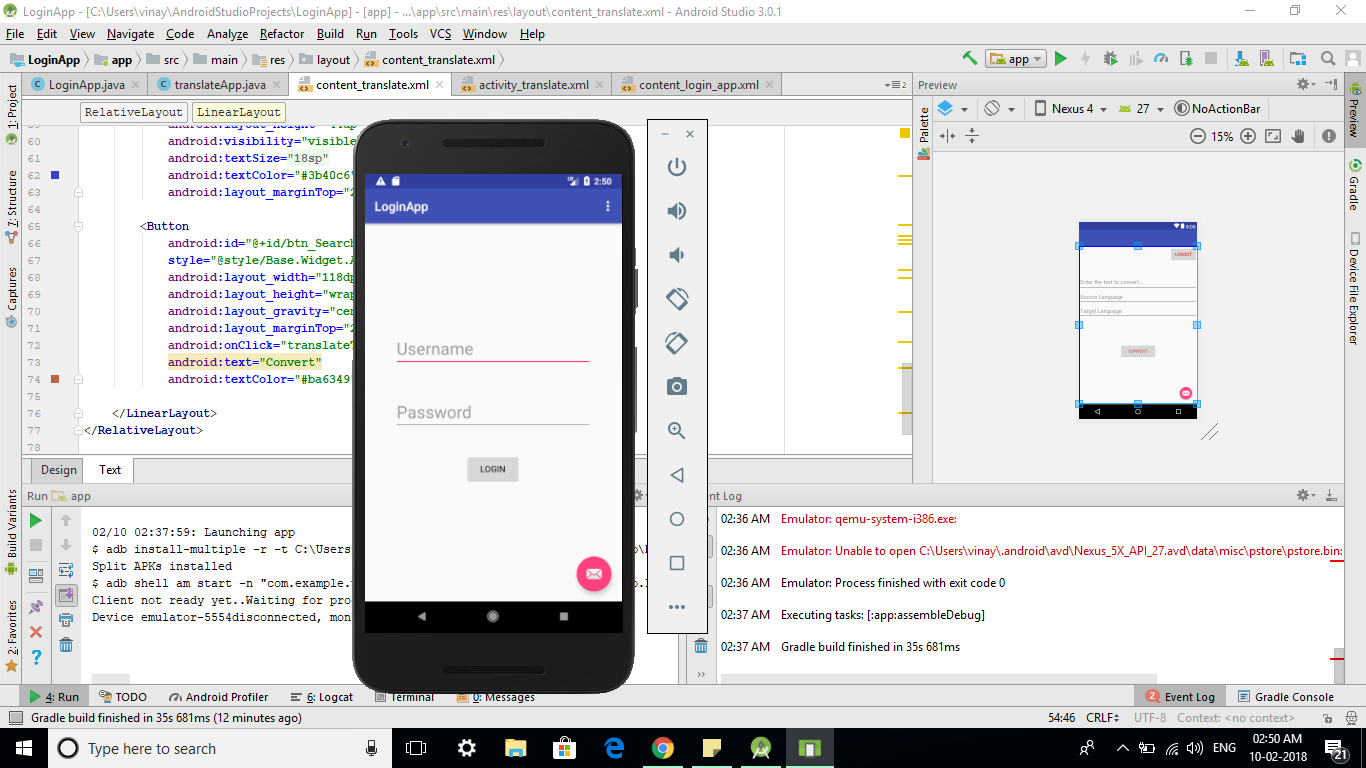 LoginApp - [C:\Users\vinay\AndroidStudioProjects\LoginApp] - [app] - ...\app\src\main\res\layout\content_translate.xml - Android Studio 3.0.1
File Edit View Navigate Code Analyze Refactor Build Run Tools VCS Window Help
LoginApp app src main res layout content_translate.xml
app
LoginApp.java translateApp.java content_translate.xml activity_translate.xml content_login_app.xml
2
Preview
RelativeLayout LinearLayout
Nexus 4 27 NoActionBar
15%
1: Project
7: Structure
Captures
Build Variants
2: Favorites
Palette
Preview
Gradle
Device File Explorer
60 android:visibility="visible
61 android:textSize="18sp"
62 android:textColor="#3b40c6"
63 android:layout_marginTop="2
64
65 <Button
66 android:id="@+id/btn_Search
67 style="@style/Base.Widget.A
68 android:layout_width="118dp
69 android:layout_height="wrap
70 android:layout_gravity="cen
71 android:layout_marginTop="2
72 android:onClick="translateT
73 android:text="Convert"
74 android:textColor="#ba6349"
75
76 </LinearLayout>
77 </RelativeLayout>
78
Design Text
2:50
LoginApp
Username
Password
LOGIN
8:00
LOGOUT
Enter the text to convert...
Source Language
Target Language
CONVERT
Run app
02/10 02:37:59: Launching app
$ adb install-multiple -r -t C:\Users
Split APKs installed
$ adb shell am start -n "com.example.
Client not ready yet..Waiting for pro
Device emulator-5554disconnected, mon
nt Log
02:36 AM Emulator: qemu-system-i386.exe:
02:36 AM Emulator: Unable to open C:\Users\vinay\.android\avd\Nexus_5X_API_27.avd\data\misc\pstore\pstore.bin:
02:36 AM Emulator: Process finished with exit code 0
02:37 AM Executing tasks: [:app:assembleDebug]
02:37 AM Gradle build finished in 35s 681ms
4: Run TODO Android Profiler 6: Logcat Terminal 0: Messages 2 Event Log Gradle Console
Gradle build finished in 35s 681ms (12 minutes ago) 54:46 CRLF UTF-8 Context: <no context>
Type here to search
ENG
02:50 AM
10-02-2018
21